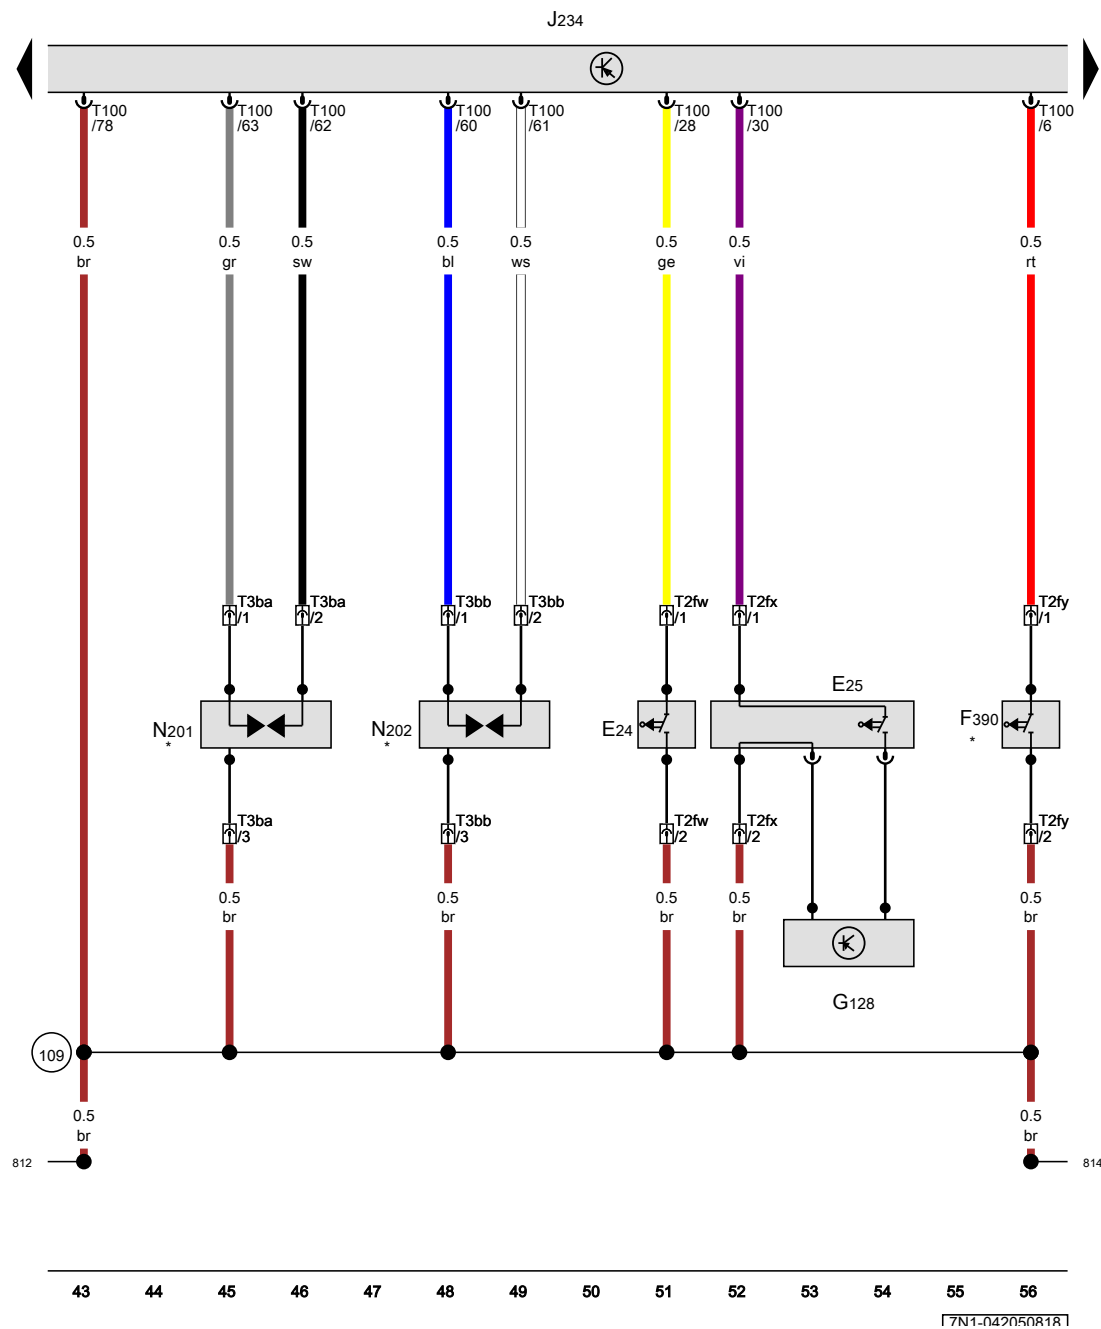 J234
T100 T100 T100 T100 T100 T100 T100 T100
/78 /63 /62 /60 /61 /28 /30 /6
0.5 0.5 0.5 0.5 0.5 0.5 0.5 0.5
br gr sw bl ws ge vi rt
T3ba T3ba T3bb T3bb T2fw T2fx T2fy
/1 /2 /1 /2 /1 /1 /1
E25
N201 N202 E24 F390
* * *
T3ba T3bb T2fw T2fx T2fy
/3 /3 /2 /2 /2
0.5 0.5 0.5 0.5 0.5
br br br br br
G128
109
0.5 0.5
br br
812 814
43 44 45 46 47 48 49 50 51 52 53 54 55 56
7N1-042050818